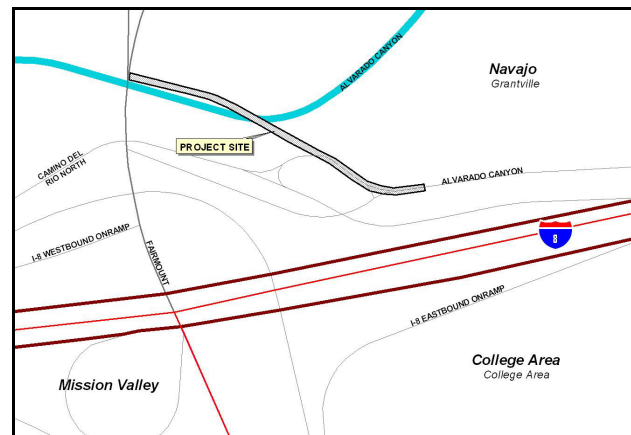 Navajo
Grantville
ALVARADO CANYON
PROJECT SITE
CAMINO DEL
RIO NORTH
ALVARADO CANYON
I-8 WESTBOUND ONRAMP
FAIRMOUNT
8
I-8 EASTBOUND ONRAMP
College Area
College Area
Mission Valley